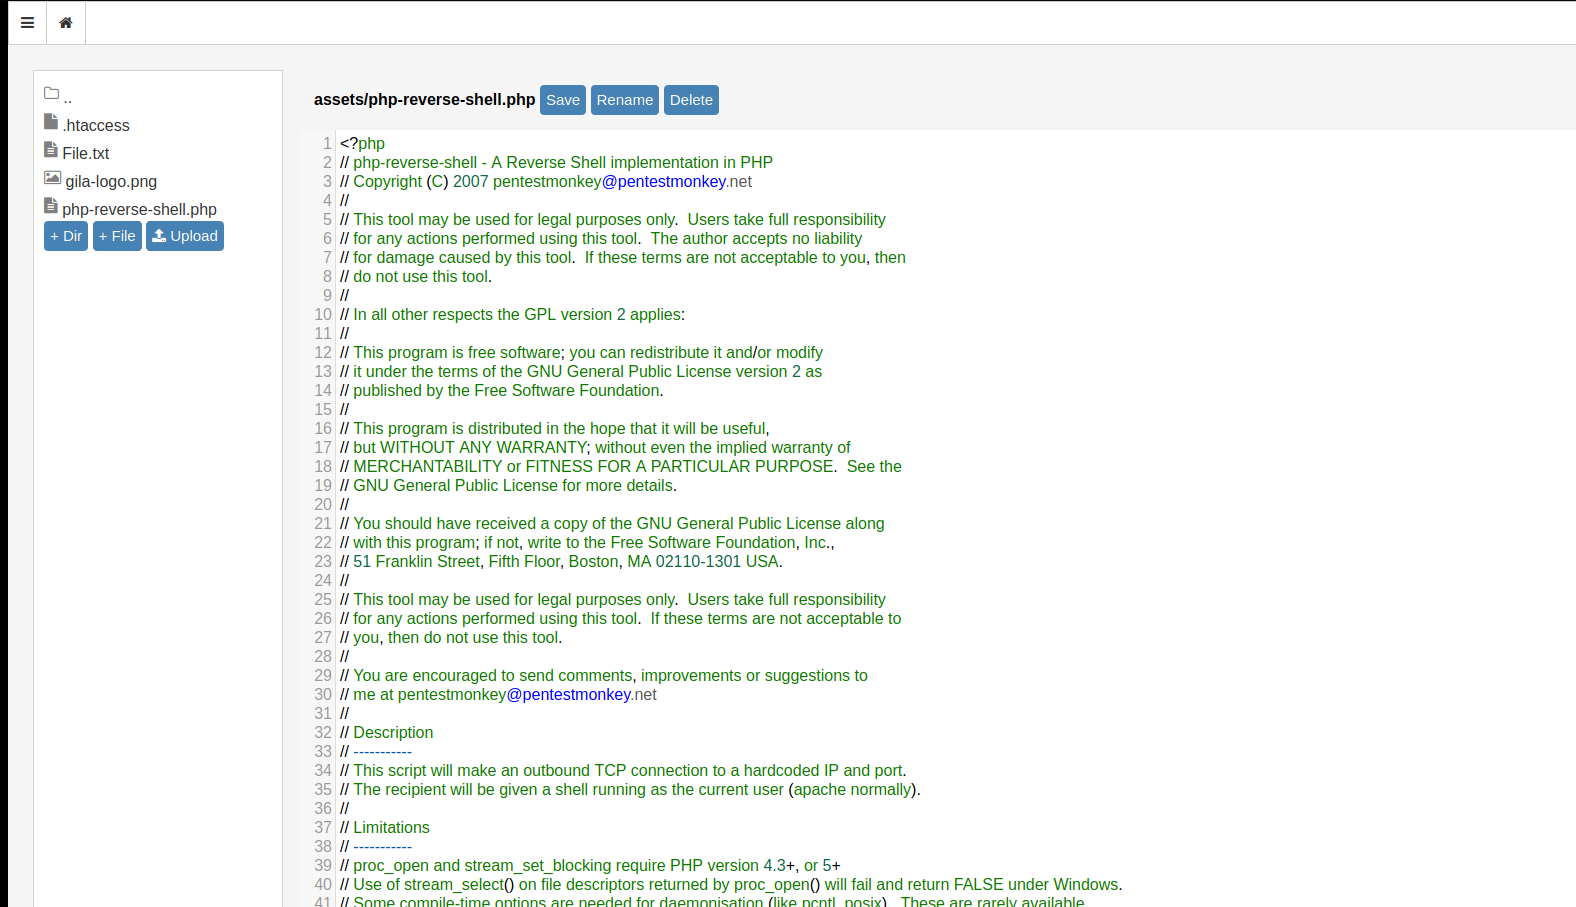 ..
.htaccess
File.txt
gila-logo.png
php-reverse-shell.php
+ Dir + File Upload
assets/php-reverse-shell.php Save Rename Delete
1 <?php
2 // php-reverse-shell - A Reverse Shell implementation in PHP
3 // Copyright (C) 2007 pentestmonkey@pentestmonkey.net
4 //
5 // This tool may be used for legal purposes only.  Users take full responsibility
6 // for any actions performed using this tool.  The author accepts no liability
7 // for damage caused by this tool.  If these terms are not acceptable to you, then
8 // do not use this tool.
9 //
10 // In all other respects the GPL version 2 applies:
11 //
12 // This program is free software; you can redistribute it and/or modify
13 // it under the terms of the GNU General Public License version 2 as
14 // published by the Free Software Foundation.
15 //
16 // This program is distributed in the hope that it will be useful,
17 // but WITHOUT ANY WARRANTY; without even the implied warranty of
18 // MERCHANTABILITY or FITNESS FOR A PARTICULAR PURPOSE.  See the
19 // GNU General Public License for more details.
20 //
21 // You should have received a copy of the GNU General Public License along
22 // with this program; if not, write to the Free Software Foundation, Inc.,
23 // 51 Franklin Street, Fifth Floor, Boston, MA 02110-1301 USA.
24 //
25 // This tool may be used for legal purposes only.  Users take full responsibility
26 // for any actions performed using this tool.  If these terms are not acceptable to
27 // you, then do not use this tool.
28 //
29 // You are encouraged to send comments, improvements or suggestions to
30 // me at pentestmonkey@pentestmonkey.net
31 //
32 // Description
33 // -----------
34 // This script will make an outbound TCP connection to a hardcoded IP and port.
35 // The recipient will be given a shell running as the current user (apache normally).
36 //
37 // Limitations
38 // -----------
39 // proc_open and stream_set_blocking require PHP version 4.3+, or 5+
40 // Use of stream_select() on file descriptors returned by proc_open() will fail and return FALSE under Windows.
41 // Some compile-time options are needed for daemonisation (like pcntl, posix).  These are rarely available.